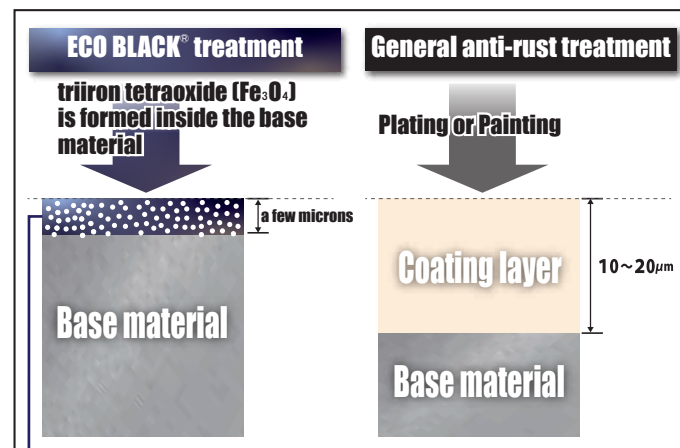 ECO BLACK® treatment
triiron tetraoxide (Fe₃O₄)
is formed inside the base
material
a few microns
Base material
General anti-rust treatment
Plating or Painting
Coating layer
10～20μm
Base material